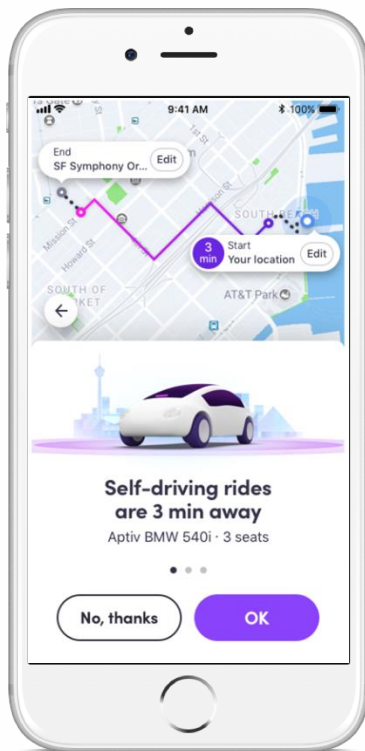 9:41 AM
100%
End
SF Symphony Or...
Edit
1st St
Mission St
Howard St
SOUTH OF
3
min
Start
Your location
Edit
AT&T Park
Self-driving rides
are 3 min away
Aptiv BMW 540i · 3 seats
No, thanks
OK